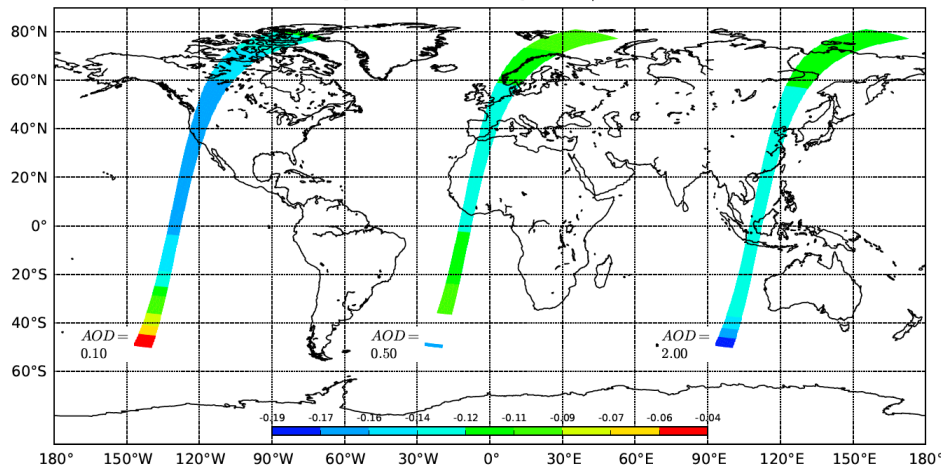 80°N
60°N
40°N
20°N
0°
20°S
40°S
60°S
AOD =
0.10
AOD =
0.50
AOD =
2.00
-0.19 -0.17 -0.16 -0.14 -0.12 -0.11 -0.09 -0.07 -0.06 -0.04
180° 150°W 120°W 90°W 60°W 30°W 0° 30°E 60°E 90°E 120°E 150°E 180°